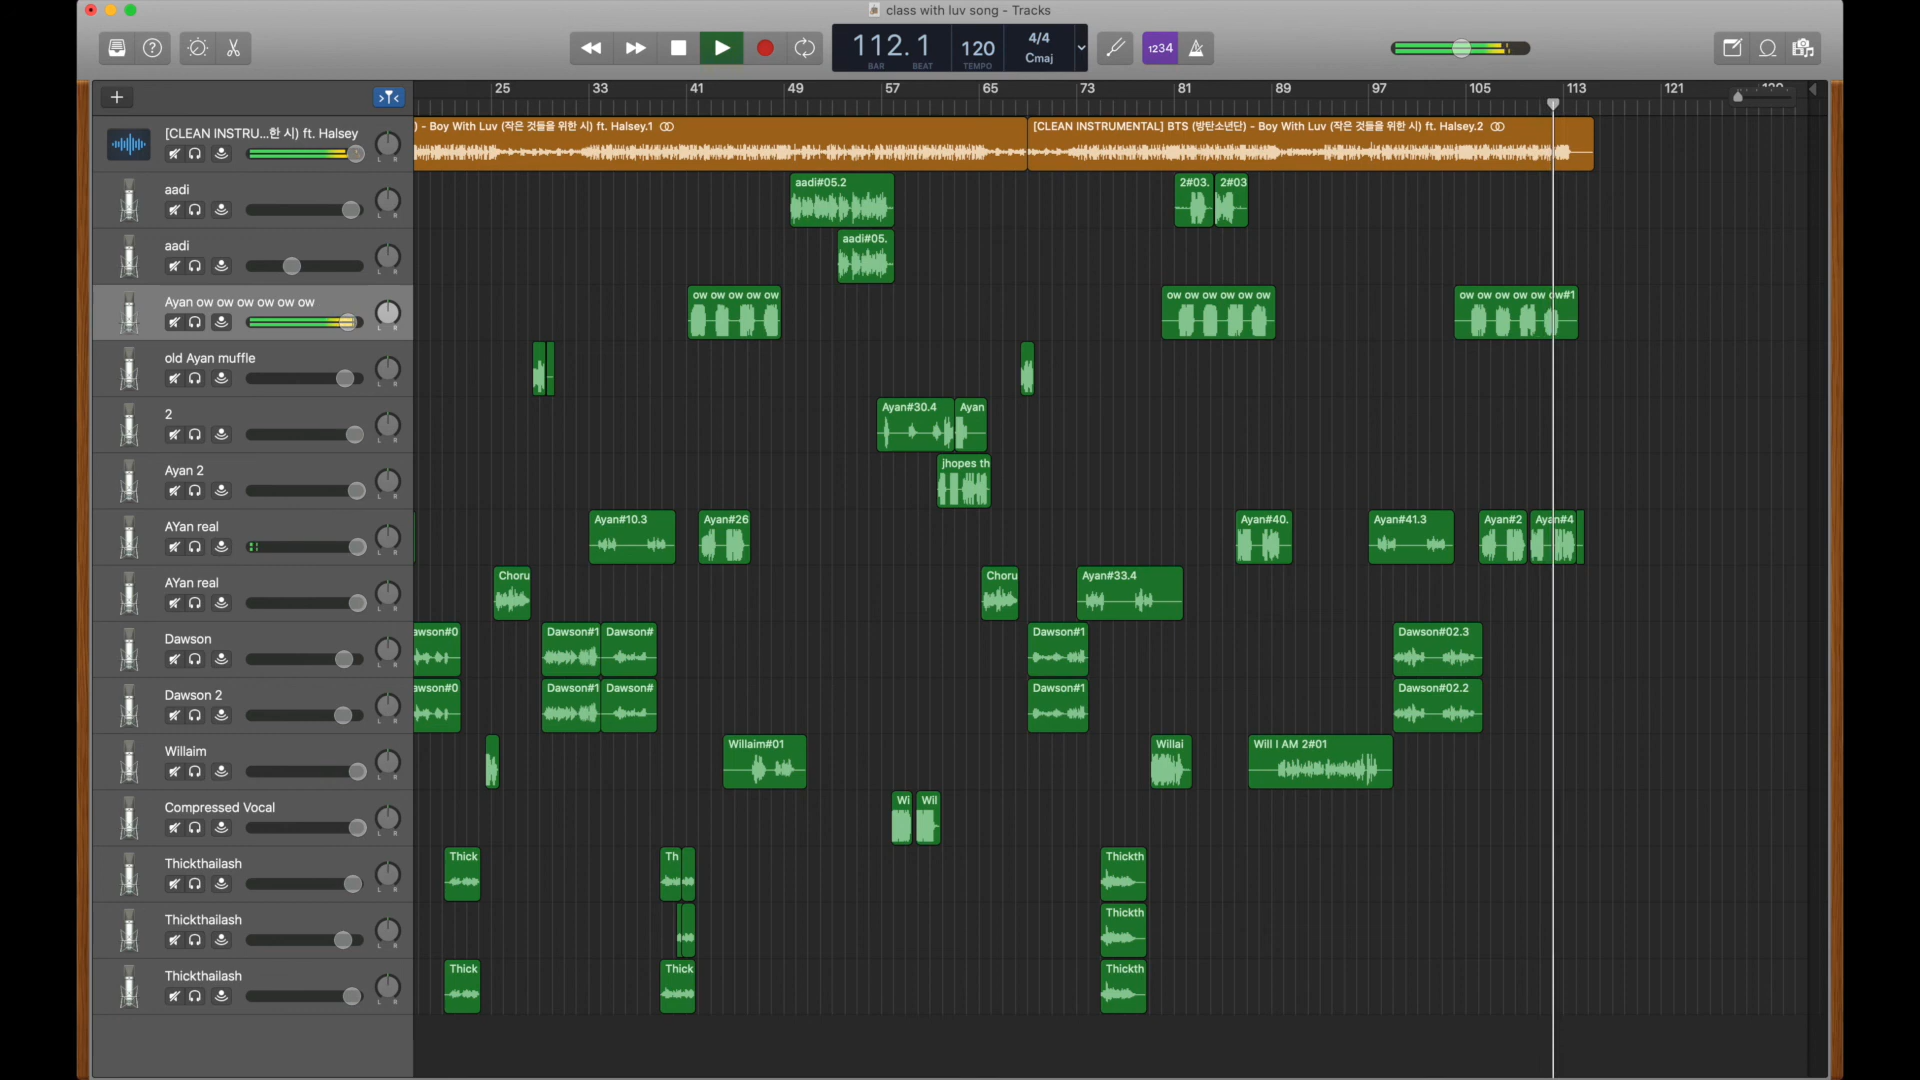 class with luv song - Tracks
112. 1
BAR BEAT
120
TEMPO
4/4
Cmaj
1234
25 33 41 49 57 65 73 81 89 97 105 113 121
[CLEAN INSTRU...한 시) ft. Halsey
) - Boy With Luv (작은 것들을 위한 시) ft. Halsey.1
[CLEAN INSTRUMENTAL] BTS (방탄소년단) - Boy With Luv (작은 것들을 위한 시) ft. Halsey.2
L R
aadi
L R
aadi#05.2
2#03.
2#03
aadi
L R
aadi#05.
Ayan ow ow ow ow ow ow
L R
ow ow ow ow ow
ow ow ow ow ow ow
ow ow ow ow ow ow#1
old Ayan muffle
L R
2
L R
Ayan#30.4
Ayan
Ayan 2
L R
jhopes th
AYan real
L R
Ayan#10.3
Ayan#26
Ayan#40.
Ayan#41.3
Ayan#2
Ayan#4
AYan real
L R
Choru
Choru
Ayan#33.4
Dawson
L R
awson#0
Dawson#1
Dawson#
Dawson#1
Dawson#02.3
Dawson 2
L R
awson#0
Dawson#1
Dawson#
Dawson#1
Dawson#02.2
Willaim
L R
Willaim#01
Willai
Will I AM 2#01
Compressed Vocal
L R
Wi
Wil
Thickthailash
L R
Thick
Th
Thickth
Thickthailash
L R
Thickth
Thickthailash
L R
Thick
Thick
Thickth